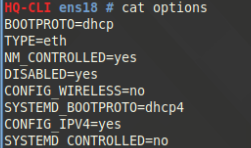 HQ-CLI ens18 # cat options
BOOTPROTO=dhcp
TYPE=eth
NM_CONTROLLED=yes
DISABLED=yes
CONFIG_WIRELESS=no
SYSTEMD_BOOTPROTO=dhcp4
CONFIG_IPV4=yes
SYSTEMD_CONTROLLED=no